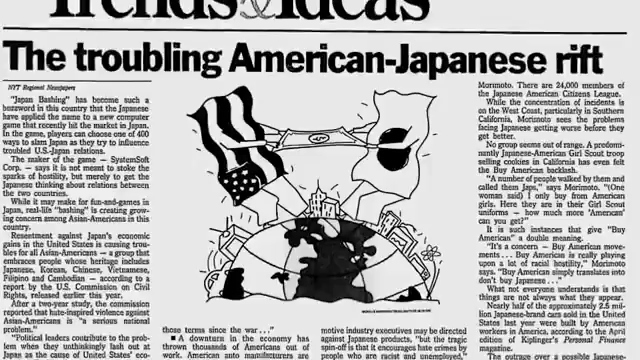 Trends&Ideas
The troubling American-Japanese rift
NYT Regional Newspapers
"Japan Bashing" has become such a
buzzword in this country that the Japanese
have applied the name to a new computer
game that recently hit the market in Japan.
In the game, players can choose one of 600
ways to slam Japan as they try to influence
troubled U.S.-Japan relations.
The maker of the game — SystemSoft
Corp. — says it is not meant to stoke the
sparks of hostility, but merely to get the
Japanese thinking about relations between
the two countries.
While it may make for fun-and-games in
Japan, real-life "bashing" is creating grow-
ing concern among Asian-Americans in this
country.
Resentment against Japan's economic
gains in the United States is causing trou-
bles for all Asian-Americans — a group that
embraces people whose heritage includes
Japanese, Korean, Chinese, Vietnamese,
Filipino and Cambodian — according to a
report by the U.S. Commission on Civil
Rights, released earlier this year.
After a two-year study, the commission
reported that hate-inspired violence against
Asian-Americans is "a serious national
problem."
"Political leaders contribute to the prob-
lem when they unthinkingly lash out at
Japan as the cause of United States' eco-
those terms since the war . . ."
■ A downturn in the economy has
thrown thousands of Americans out of
work. American auto manufacturers are
motive industry executives may be directed
against Japanese products, "but the tragic
spin-off is that it encourages hate crimes by
people who are racist and unemployed,"
Morimoto. There are 24,000 members of
the Japanese American Citizens League.
While the concentration of incidents is
on the West Coast, particularly in Southern
California, Morimoto sees the problems
facing Japanese getting worse before they
get better.
No group seems out of range. A predomi-
nantly Japanese-American Girl Scout troop
selling cookies in California has even felt
the Buy American backlash.
"A number of people walked by them and
called them Japs," says Morimoto. "(One
woman said) I only buy from American
girls. Here they are in their Girl Scout
uniforms — how much more 'American'
can you get?"
It is such instances that give "Buy
American" a double meaning.
"It's a concern — Buy American move-
ments . . . Buy American is really playing
upon a lot of racial hostility," Morimoto
says. "Buy American simply translates into
don't buy Japanese . . ."
What not everyone understands is that
things are not always what they appear.
Nearly half of the approximately 2.5 mil-
lion Japanese-brand cars sold in the United
States last year were built by American
workers in America, according to the April
edition of Kiplinger's Personal Finance
magazine.
The outrage over a possible Japanese